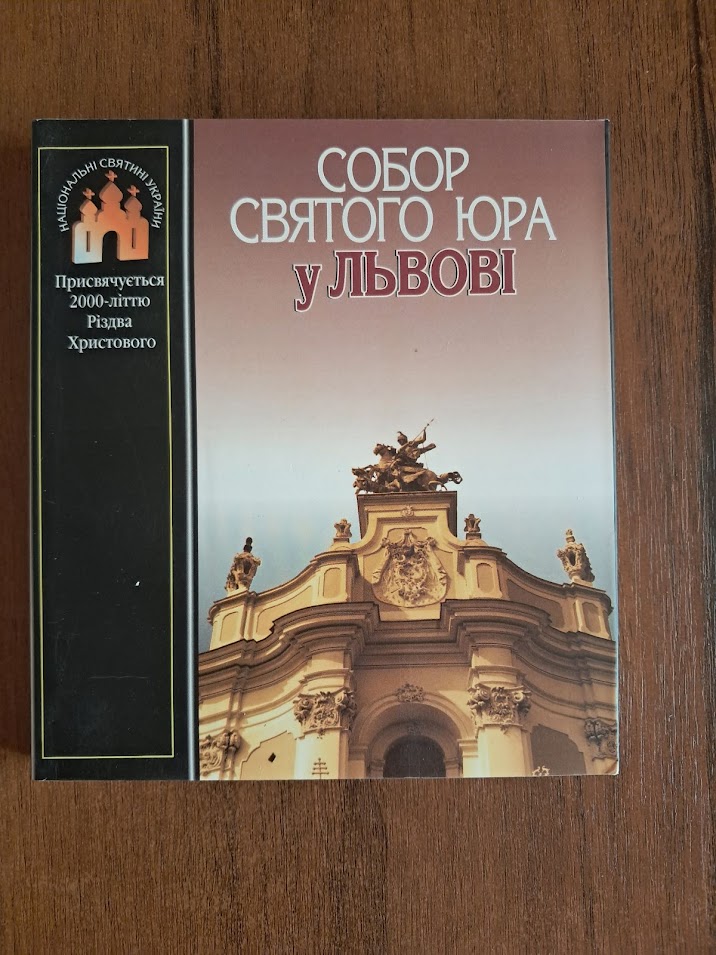 НАЦІОНАЛЬНІ СВЯТИНІ УКРАЇНИ
Присвячується
2000-літтю
Різдва
Христового
СОБОР
СВЯТОГО ЮРА
у ЛЬВОВІ